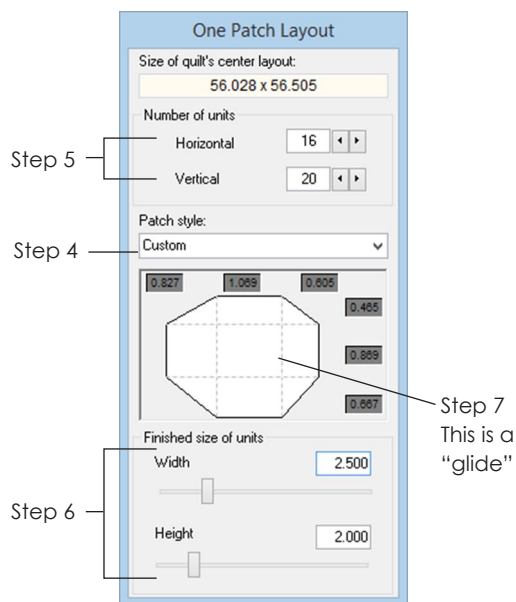 One Patch Layout
Size of quilt's center layout:
56.028 x 56.505
Number of units
Step 5
Horizontal 16
Vertical 20
Patch style:
Step 4
Custom
0.827 1.069 0.605
0.465
0.869
0.667
Step 7
This is a
“glide”
Finished size of units
Width 2.500
Step 6
Height 2.000